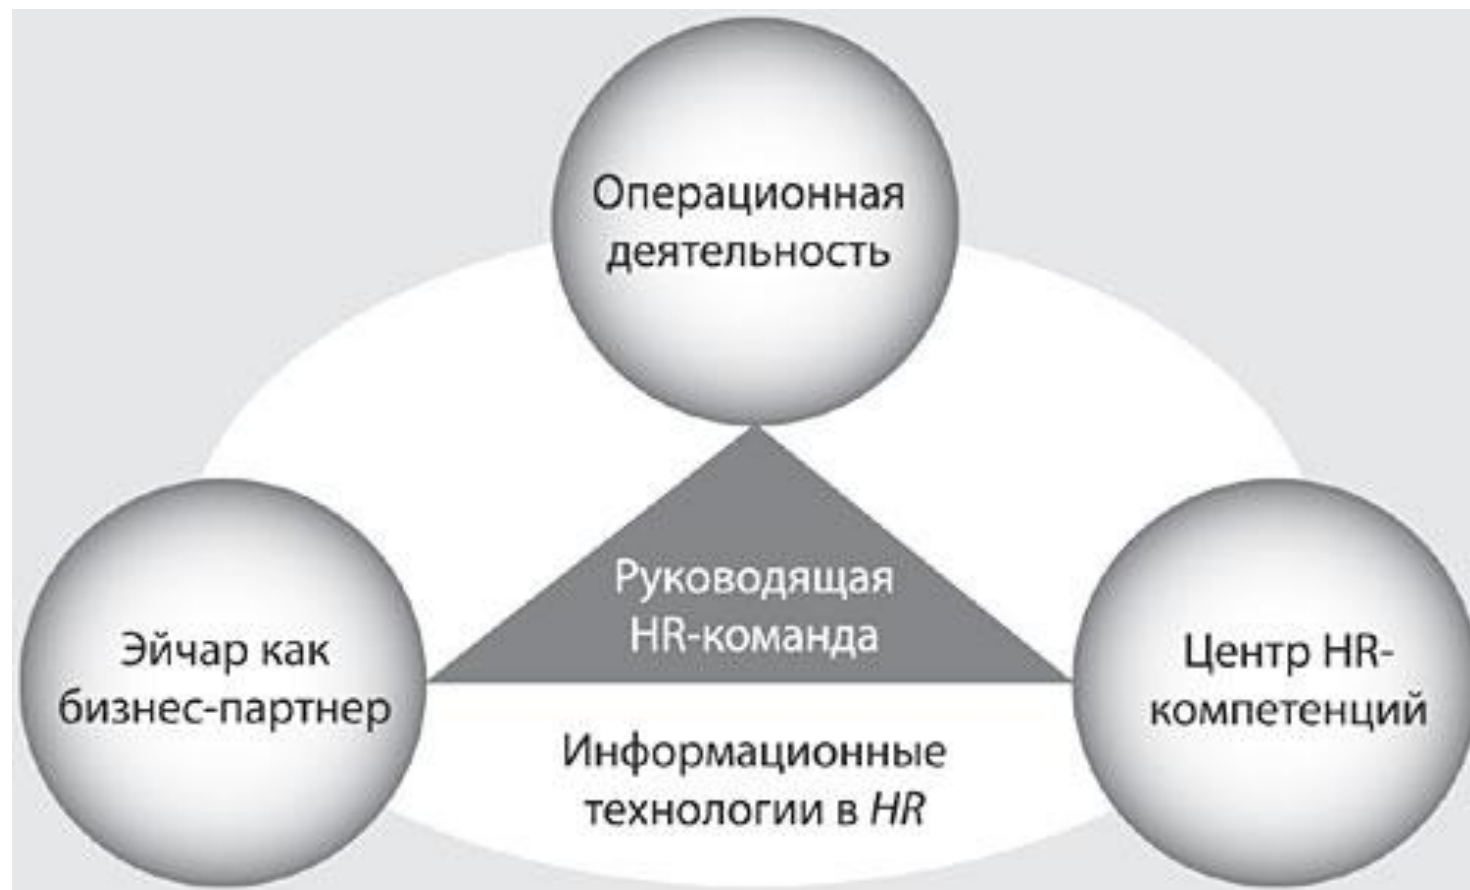 Операционная
деятельность
Руководящая
HR-команда
Эйчар как
бизнес-партнер
Центр HR-
компетенций
Информационные
технологии в HR